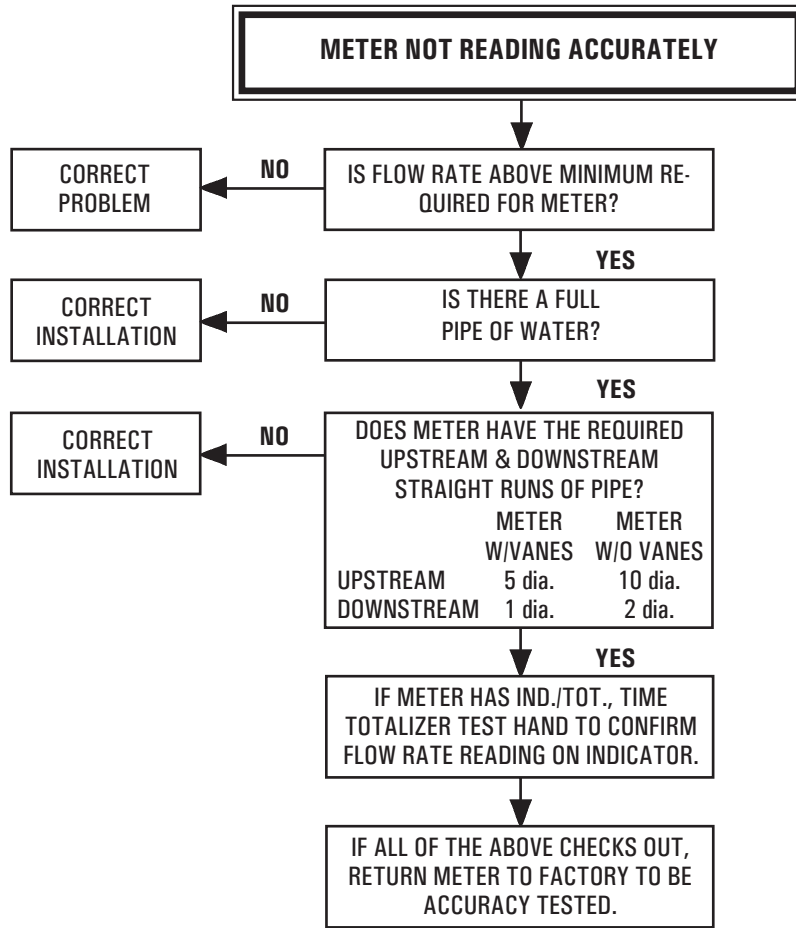 METER NOT READING ACCURATELY
CORRECT
PROBLEM
NO
IS FLOW RATE ABOVE MINIMUM RE-
QUIRED FOR METER?
YES
CORRECT
INSTALLATION
NO
IS THERE A FULL
PIPE OF WATER?
YES
CORRECT
INSTALLATION
NO
DOES METER HAVE THE REQUIRED
UPSTREAM & DOWNSTREAM
STRAIGHT RUNS OF PIPE?
METER METER
W/VANES W/O VANES
UPSTREAM 5 dia. 10 dia.
DOWNSTREAM 1 dia. 2 dia.
YES
IF METER HAS IND./TOT., TIME
TOTALIZER TEST HAND TO CONFIRM
FLOW RATE READING ON INDICATOR.
IF ALL OF THE ABOVE CHECKS OUT,
RETURN METER TO FACTORY TO BE
ACCURACY TESTED.